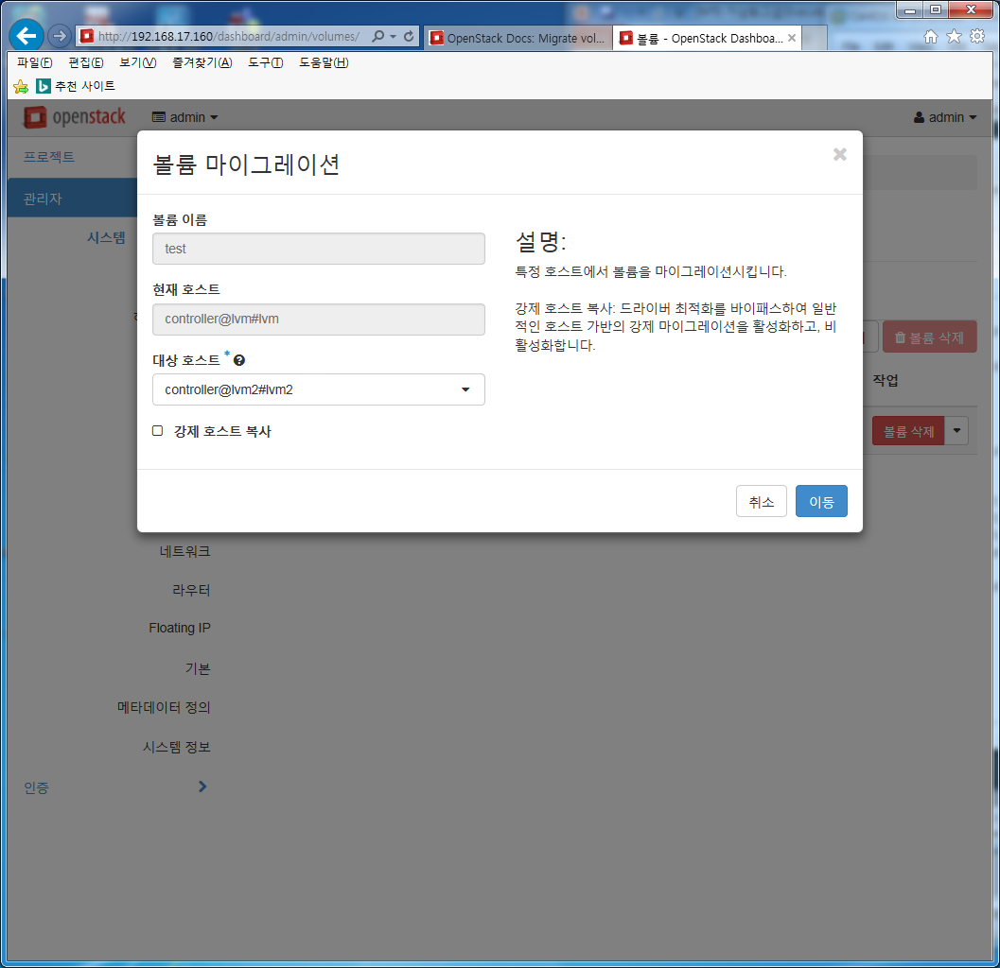 http://192.168.17.160/dashboard/admin/volumes/
OpenStack Docs: Migrate vol...
볼륨 - OpenStack Dashboa...
파일(F) 편집(E) 보기(V) 즐겨찾기(A) 도구(T) 도움말(H)
추천 사이트
openstack
admin
admin
프로젝트
관리자
시스템
볼륨 마이그레이션
볼륨 이름
test
현재 호스트
controller@lvm#lvm
대상 호스트 *
controller@lvm2#lvm2
강제 호스트 복사
설명:
특정 호스트에서 볼륨을 마이그레이션시킵니다.
강제 호스트 복사: 드라이버 최적화를 바이패스하여 일반
적인 호스트 가반의 강제 마이그레이션을 활성화하고, 비
활성화합니다.
취소
이동
볼륨 삭제
작업
볼륨 삭제
네트워크
라우터
Floating IP
기본
메타데이터 정의
시스템 정보
인증